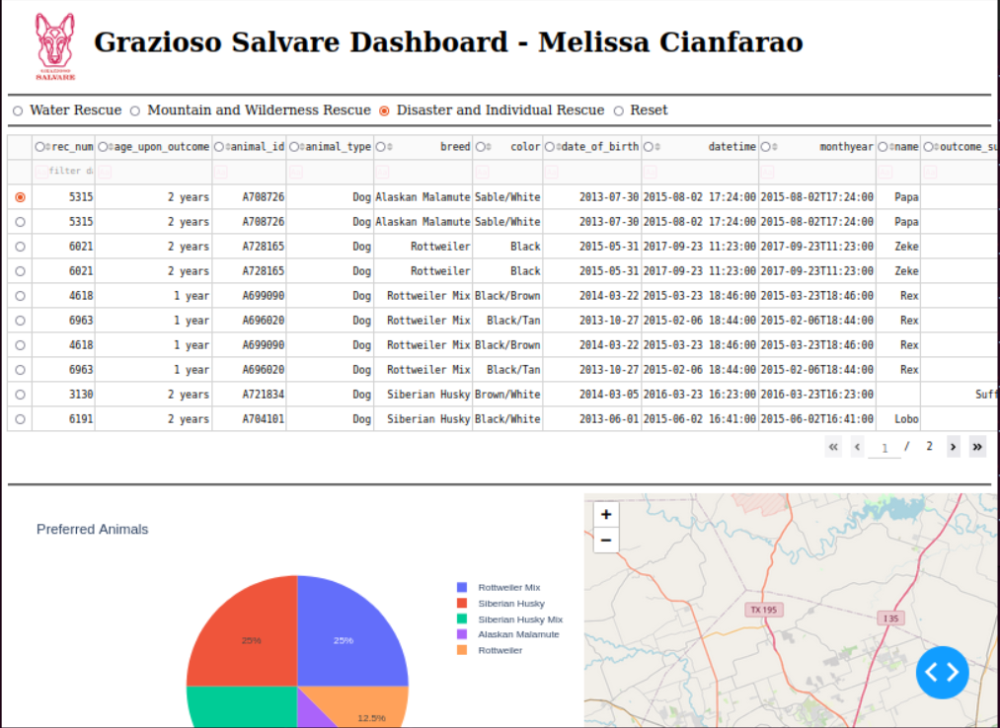 GRAZIOSO
SALVARE
Grazioso Salvare Dashboard - Melissa Cianfarao
Water Rescue Mountain and Wilderness Rescue Disaster and Individual Rescue Reset
rec_num age_upon_outcome animal_id animal_type breed color date_of_birth datetime monthyear name outcome_su
filter d
5315 2 years A708726 Dog Alaskan Malamute Sable/White 2013-07-30 2015-08-02 17:24:00 2015-08-02T17:24:00 Papa
5315 2 years A708726 Dog Alaskan Malamute Sable/White 2013-07-30 2015-08-02 17:24:00 2015-08-02T17:24:00 Papa
6021 2 years A728165 Dog Rottweiler Black 2015-05-31 2017-09-23 11:23:00 2017-09-23T11:23:00 Zeke
6021 2 years A728165 Dog Rottweiler Black 2015-05-31 2017-09-23 11:23:00 2017-09-23T11:23:00 Zeke
4618 1 year A699090 Dog Rottweiler Mix Black/Brown 2014-03-22 2015-03-23 18:46:00 2015-03-23T18:46:00 Rex
6963 1 year A696020 Dog Rottweiler Mix Black/Tan 2013-10-27 2015-02-06 18:44:00 2015-02-06T18:44:00 Rex
4618 1 year A699090 Dog Rottweiler Mix Black/Brown 2014-03-22 2015-03-23 18:46:00 2015-03-23T18:46:00 Rex
6963 1 year A696020 Dog Rottweiler Mix Black/Tan 2013-10-27 2015-02-06 18:44:00 2015-02-06T18:44:00 Rex
3130 2 years A721834 Dog Siberian Husky Brown/White 2014-03-05 2016-03-23 16:23:00 2016-03-23T16:23:00 Suff
6191 2 years A704101 Dog Siberian Husky Black/White 2013-06-01 2015-06-02 16:41:00 2015-06-02T16:41:00 Lobo
« ‹ 1 / 2 › »
Preferred Animals
25%
25%
12.5%
Rottweiler Mix
Siberian Husky
Siberian Husky Mix
Alaskan Malamute
Rottweiler
+
−
TX 195
I 35